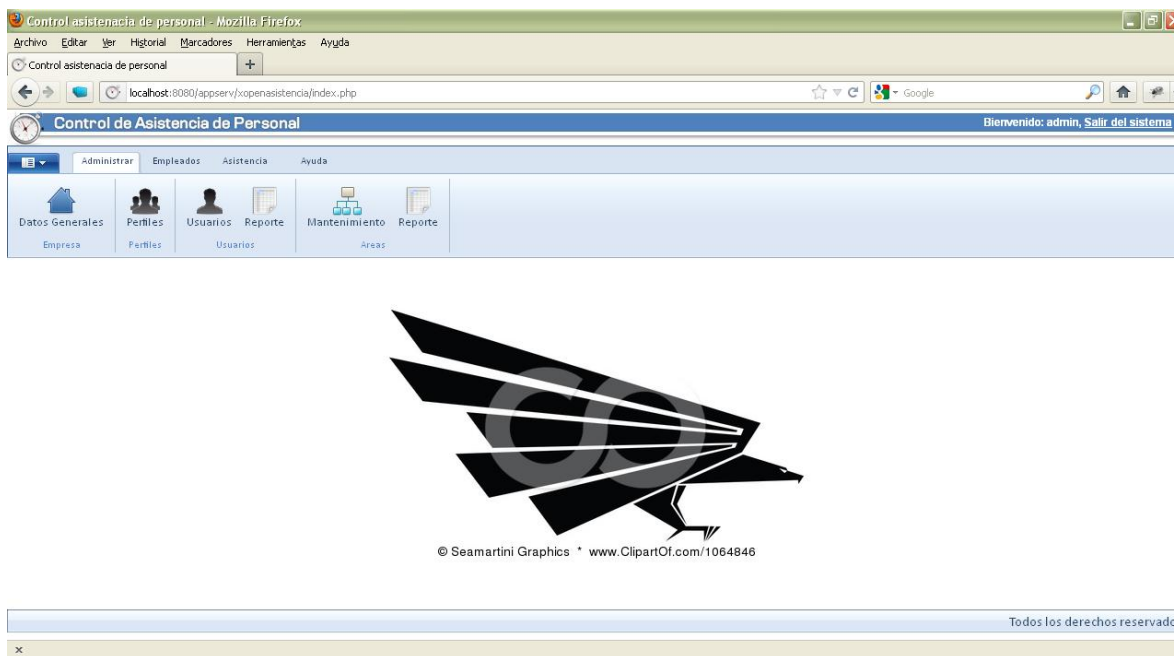 Control asistenacia de personal - Mozilla Firefox
Archivo Editar Ver Historial Marcadores Herramientas Ayuda
Control asistenacia de personal +
localhost:8080/appserv/xopenasistencia/index.php Google
Control de Asistencia de Personal Bienvenido: admin, Salir del sistema
Administrar Empleados Asistencia Ayuda
Datos Generales Perfiles Usuarios Reporte Mantenimiento Reporte
Empresa Perfiles Usuarios Areas
© Seamartini Graphics * www.ClipartOf.com/1064846
Todos los derechos reservado